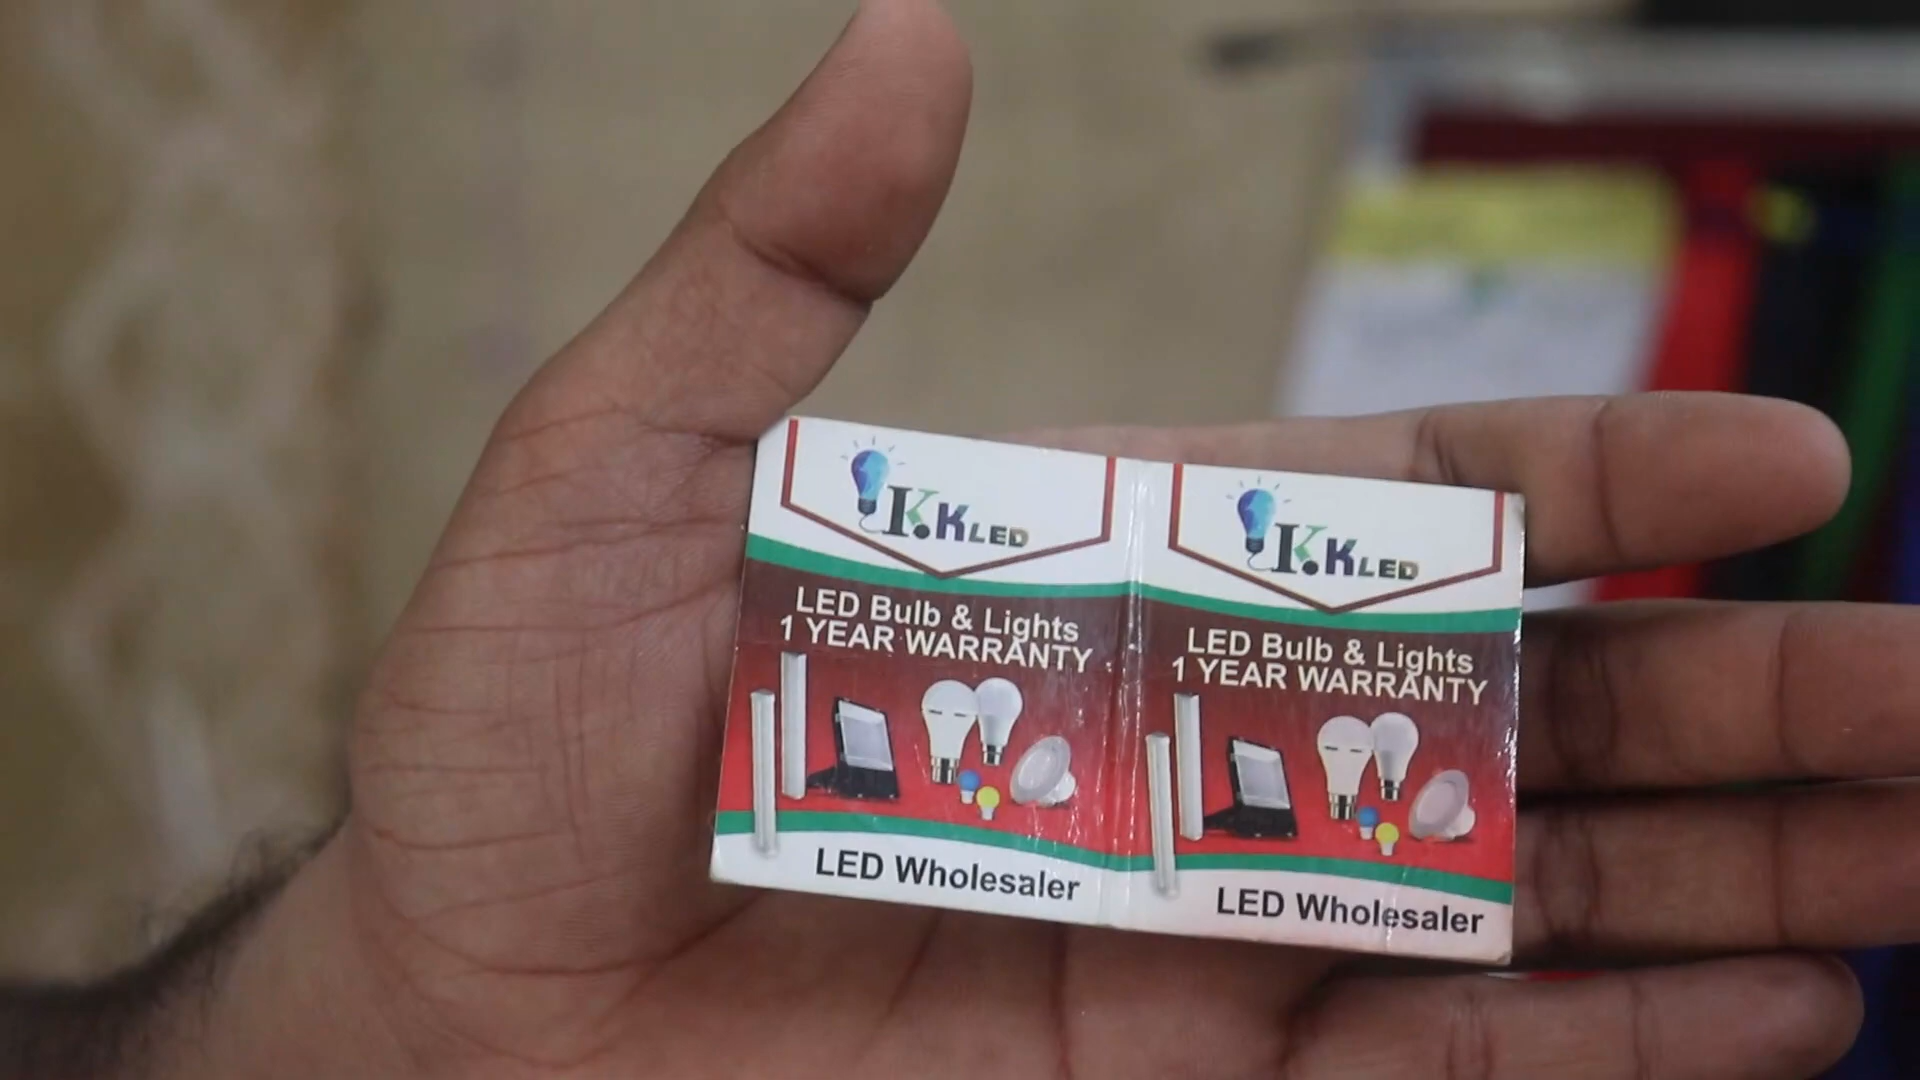 K.K LED
LED Bulb & Lights
1 YEAR WARRANTY
LED Wholesaler
K.K LED
LED Bulb & Lights
1 YEAR WARRANTY
LED Wholesaler